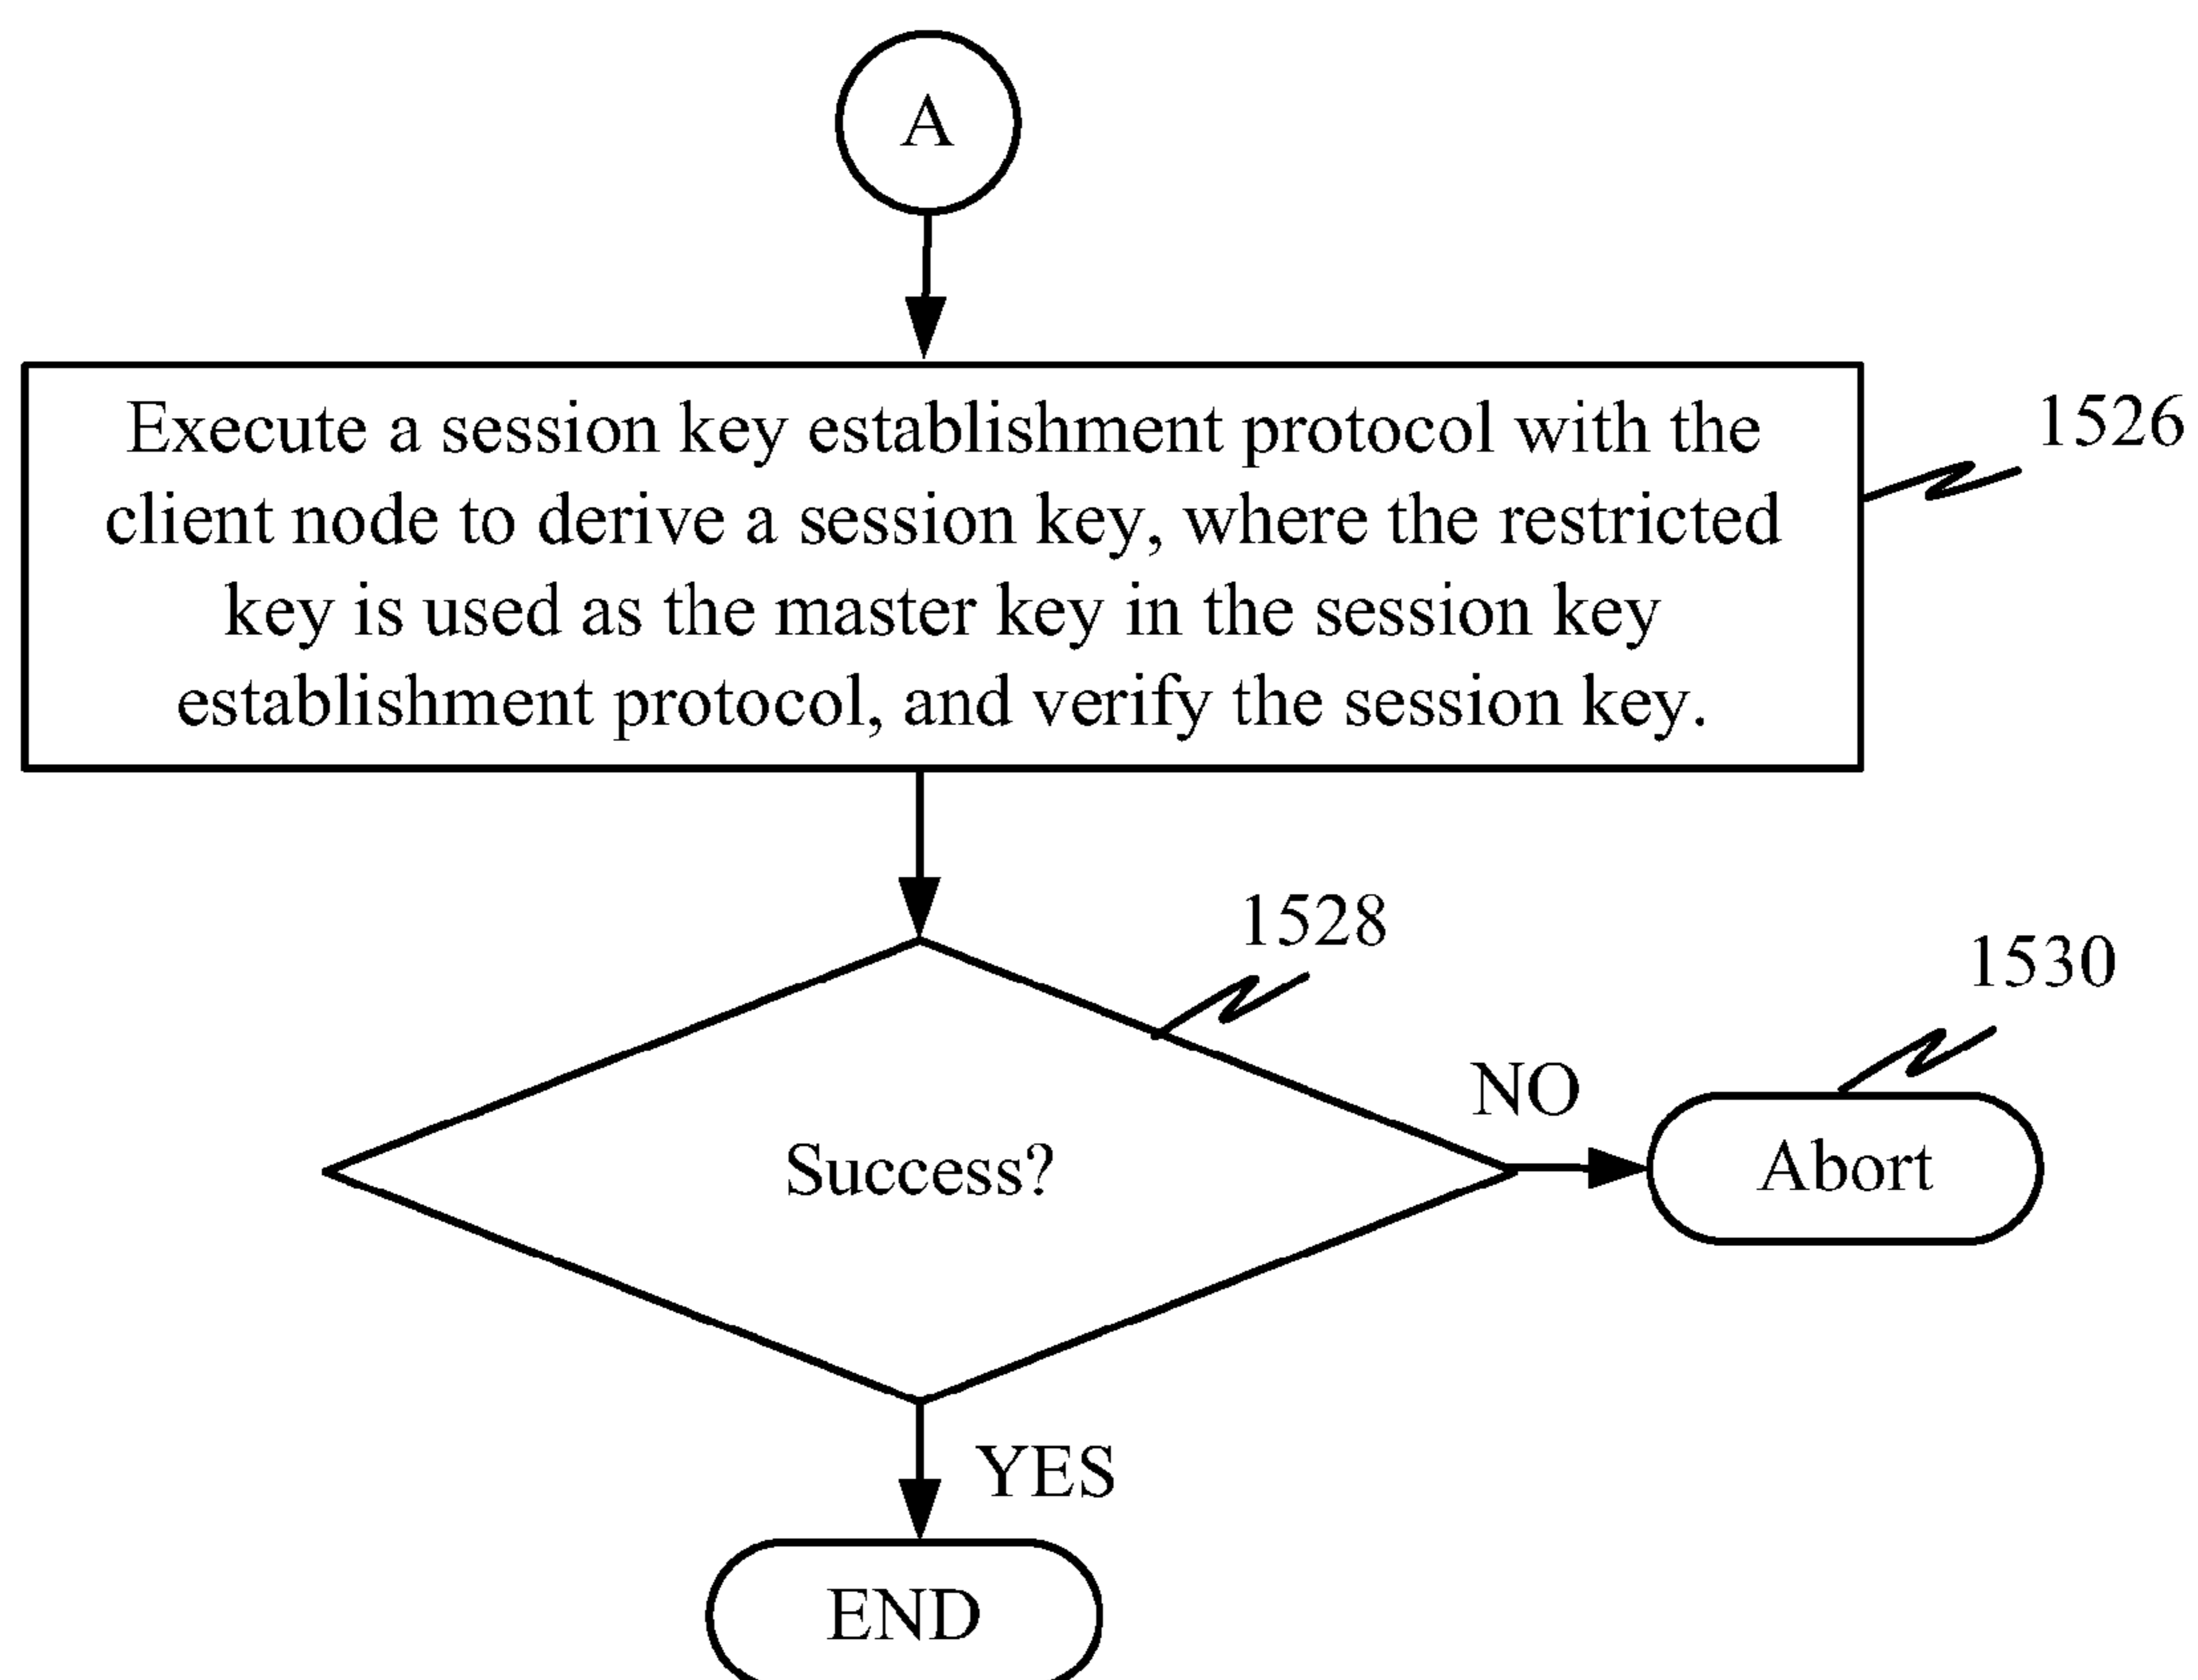 A
Execute a session key establishment protocol with the
client node to derive a session key, where the restricted
key is used as the master key in the session key
establishment protocol, and verify the session key.
1526
1528
1530
Success?
NO
Abort
YES
END